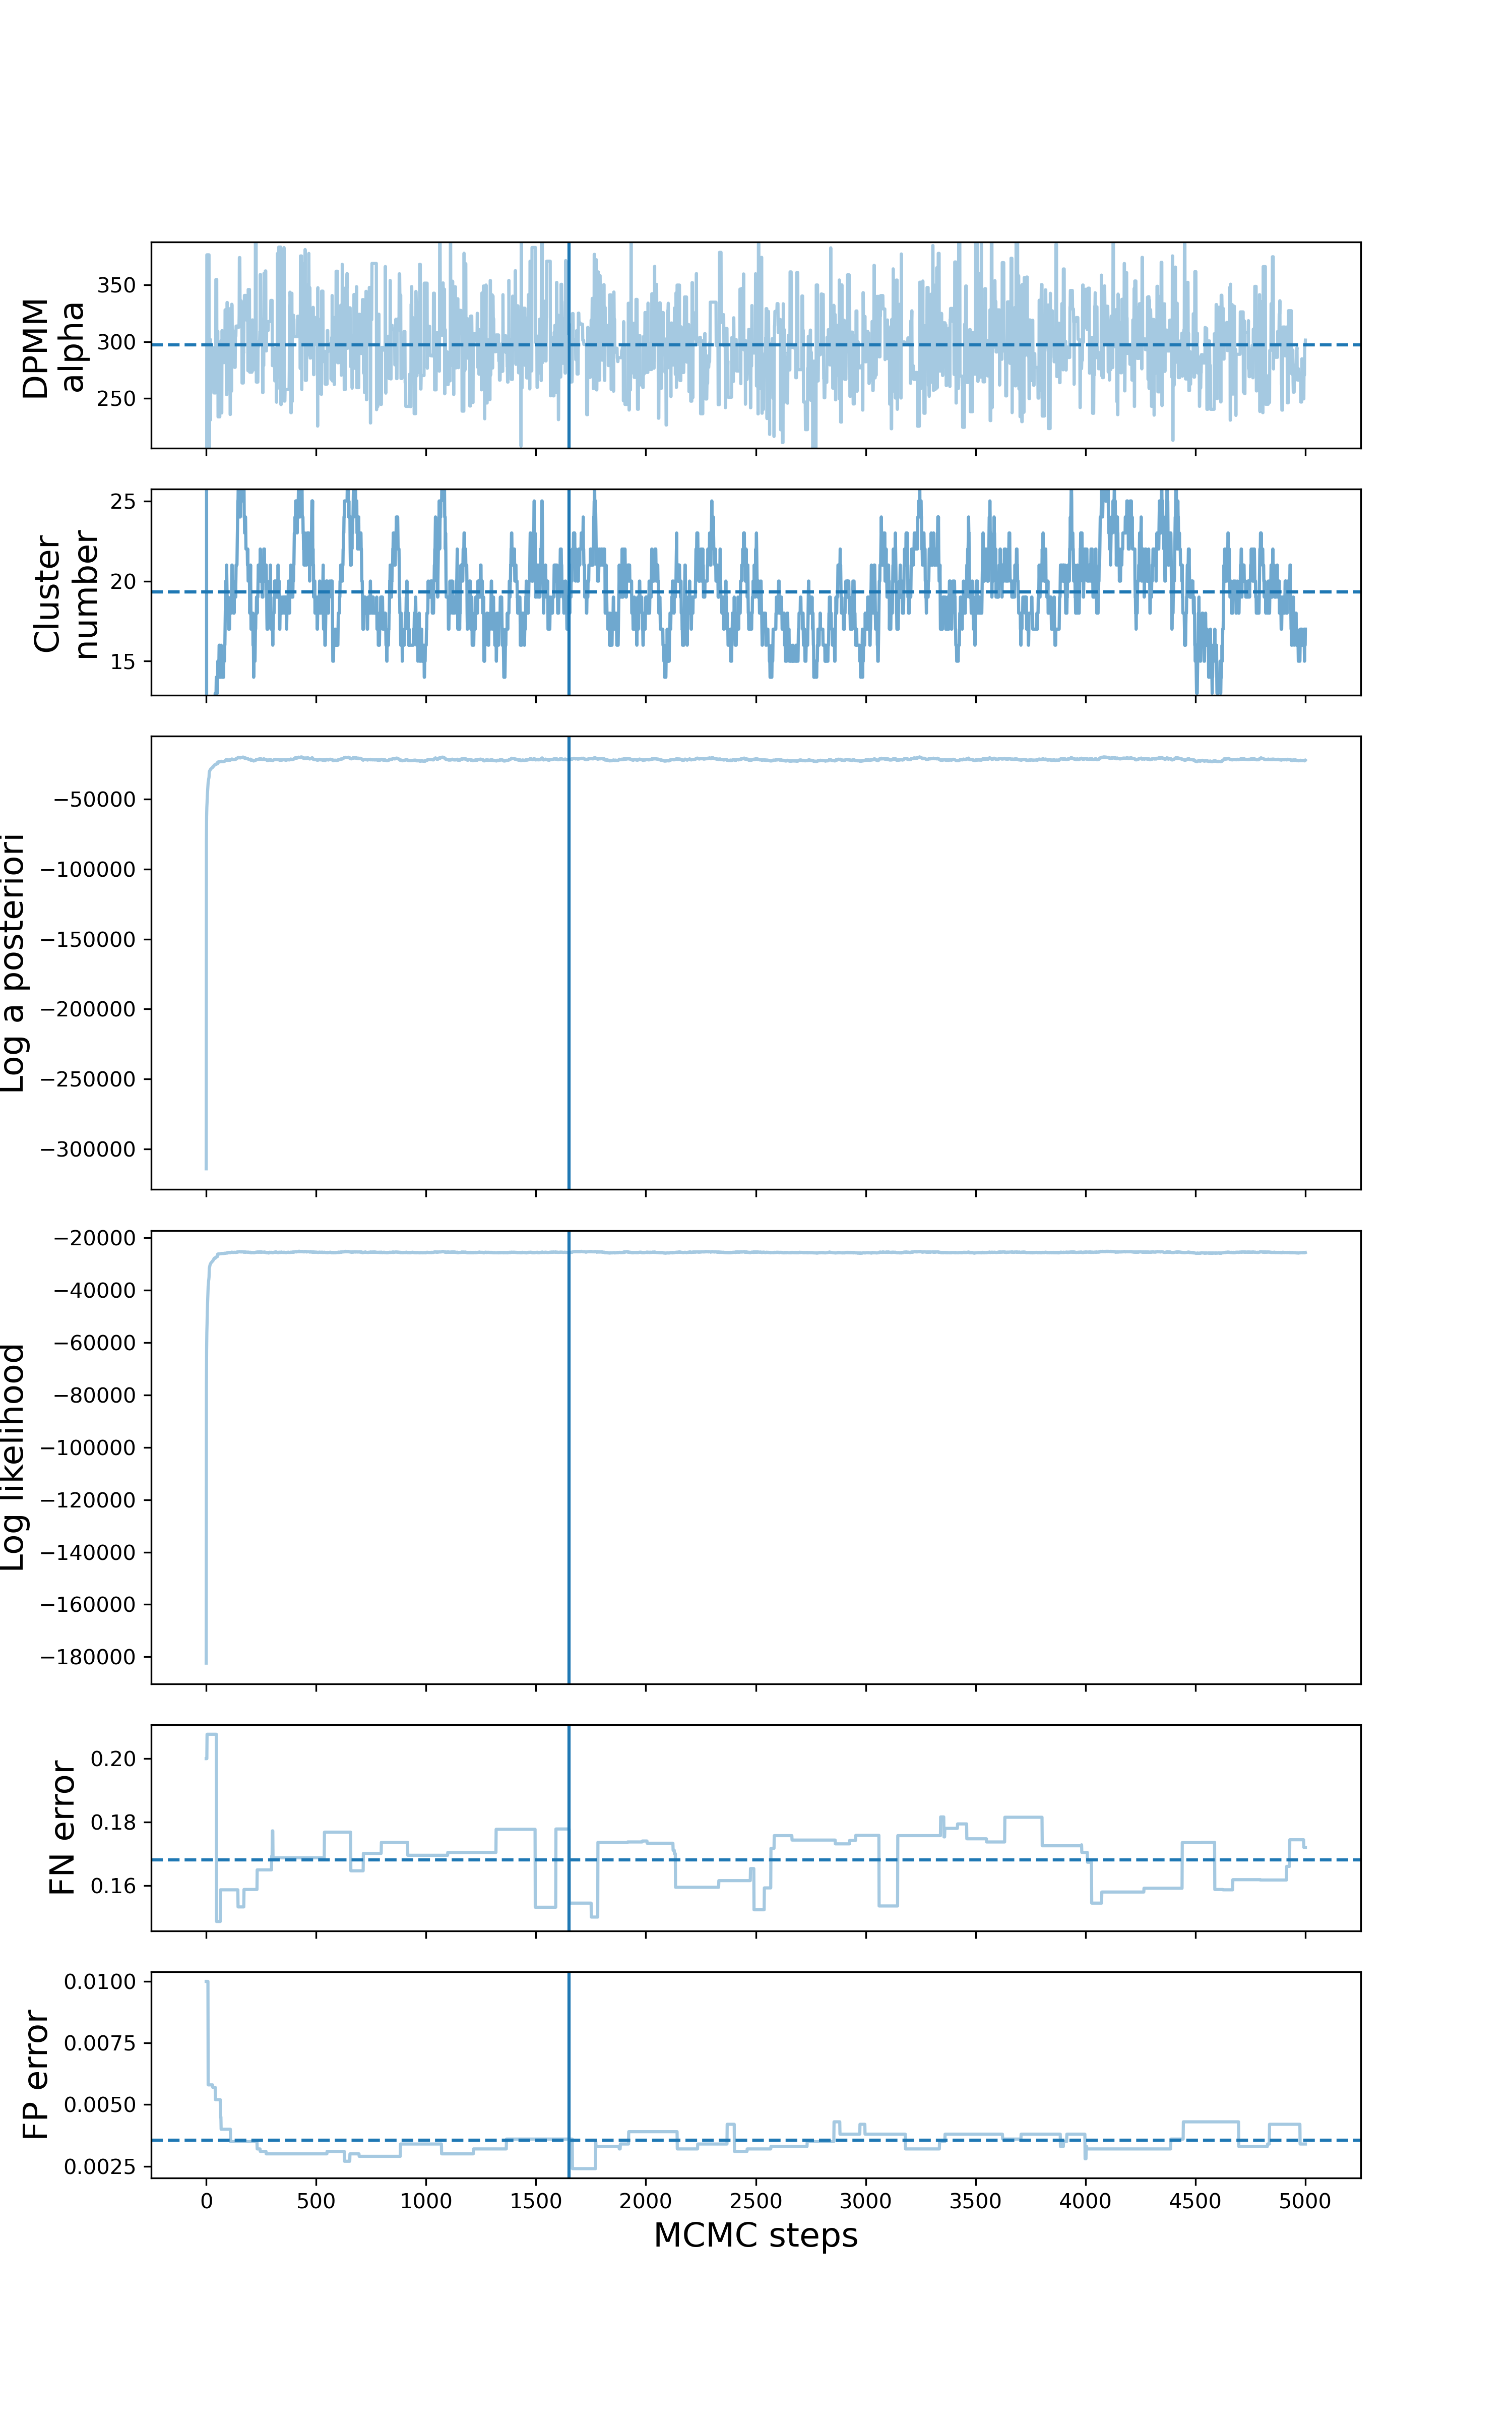 DPMM
alpha
350
300
250
Cluster
number
25
20
15
Log a posteriori
−50000
−100000
−150000
−200000
−250000
−300000
Log likelihood
−20000
−40000
−60000
−80000
−100000
−120000
−140000
−160000
−180000
FN error
0.20
0.18
0.16
FP error
0.0100
0.0075
0.0050
0.0025
0 500 1000 1500 2000 2500 3000 3500 4000 4500 5000
MCMC steps